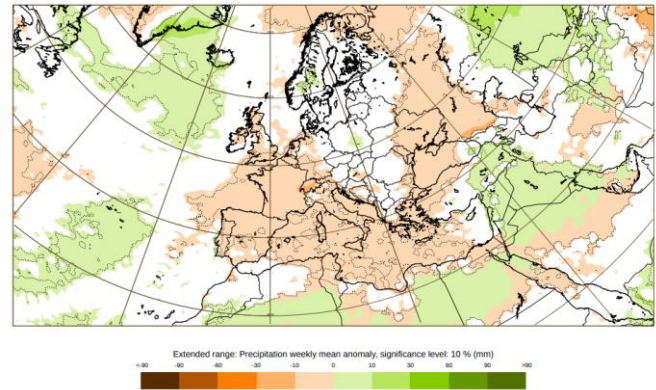 Extended range: Precipitation weekly mean anomaly, significance level: 10 % (mm)
<-90 -90 -60 -30 -10 0 10 30 60 90 >90